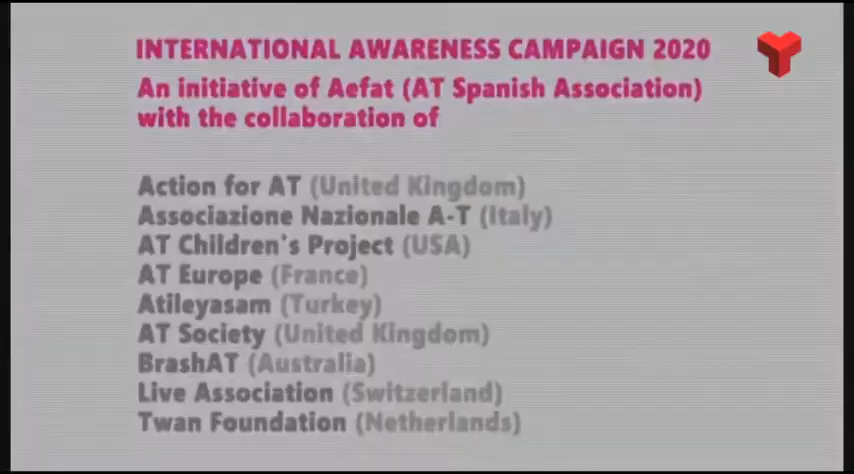 INTERNATIONAL AWARENESS CAMPAIGN 2020
An initiative of Aefat (AT Spanish Association)
with the collaboration of
Action for AT (United Kingdom)
Associazione Nazionale A-T (Italy)
AT Children's Project (USA)
AT Europe (France)
Atileyasam (Turkey)
AT Society (United Kingdom)
BrashAT (Australia)
Live Association (Switzerland)
Twan Foundation (Netherlands)